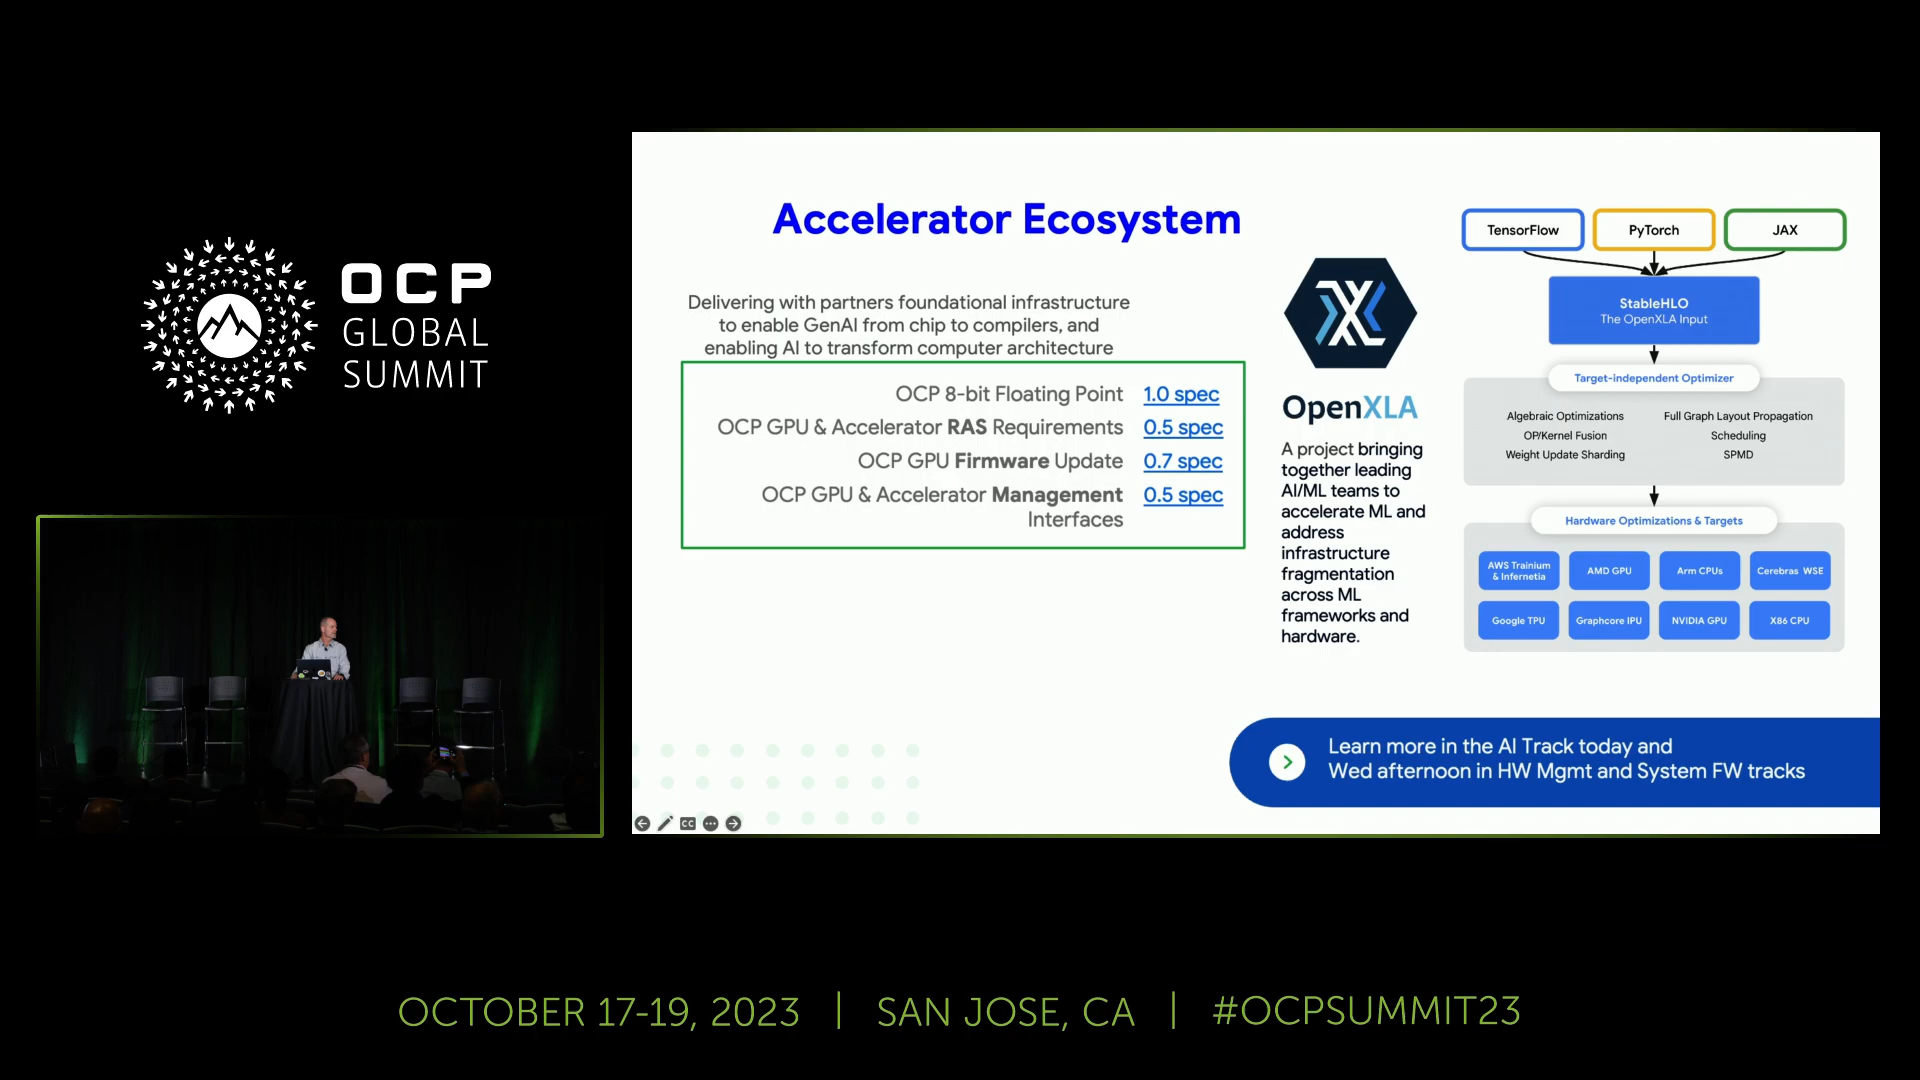 OCP
GLOBAL
SUMMIT
Accelerator Ecosystem
Delivering with partners foundational infrastructure
to enable GenAI from chip to compilers, and
enabling AI to transform computer architecture
OCP 8-bit Floating Point 1.0 spec
OCP GPU & Accelerator RAS Requirements 0.5 spec
OCP GPU Firmware Update 0.7 spec
OCP GPU & Accelerator Management 0.5 spec
Interfaces
OpenXLA
A project bringing
together leading
AI/ML teams to
accelerate ML and
address
infrastructure
fragmentation
across ML
frameworks and
hardware.
TensorFlow PyTorch JAX
StableHLO
The OpenXLA Input
Target-independent Optimizer
Algebraic Optimizations Full Graph Layout Propagation
OP/Kernel Fusion Scheduling
Weight Update Sharding SPMD
Hardware Optimizations & Targets
AWS Trainium
& Infernetia
AMD GPU Arm CPUs Cerebras WSE
Google TPU Graphcore IPU NVIDIA GPU X86 CPU
Learn more in the AI Track today and
Wed afternoon in HW Mgmt and System FW tracks
CC
OCTOBER 17-19, 2023 | SAN JOSE, CA | #OCPSUMMIT23